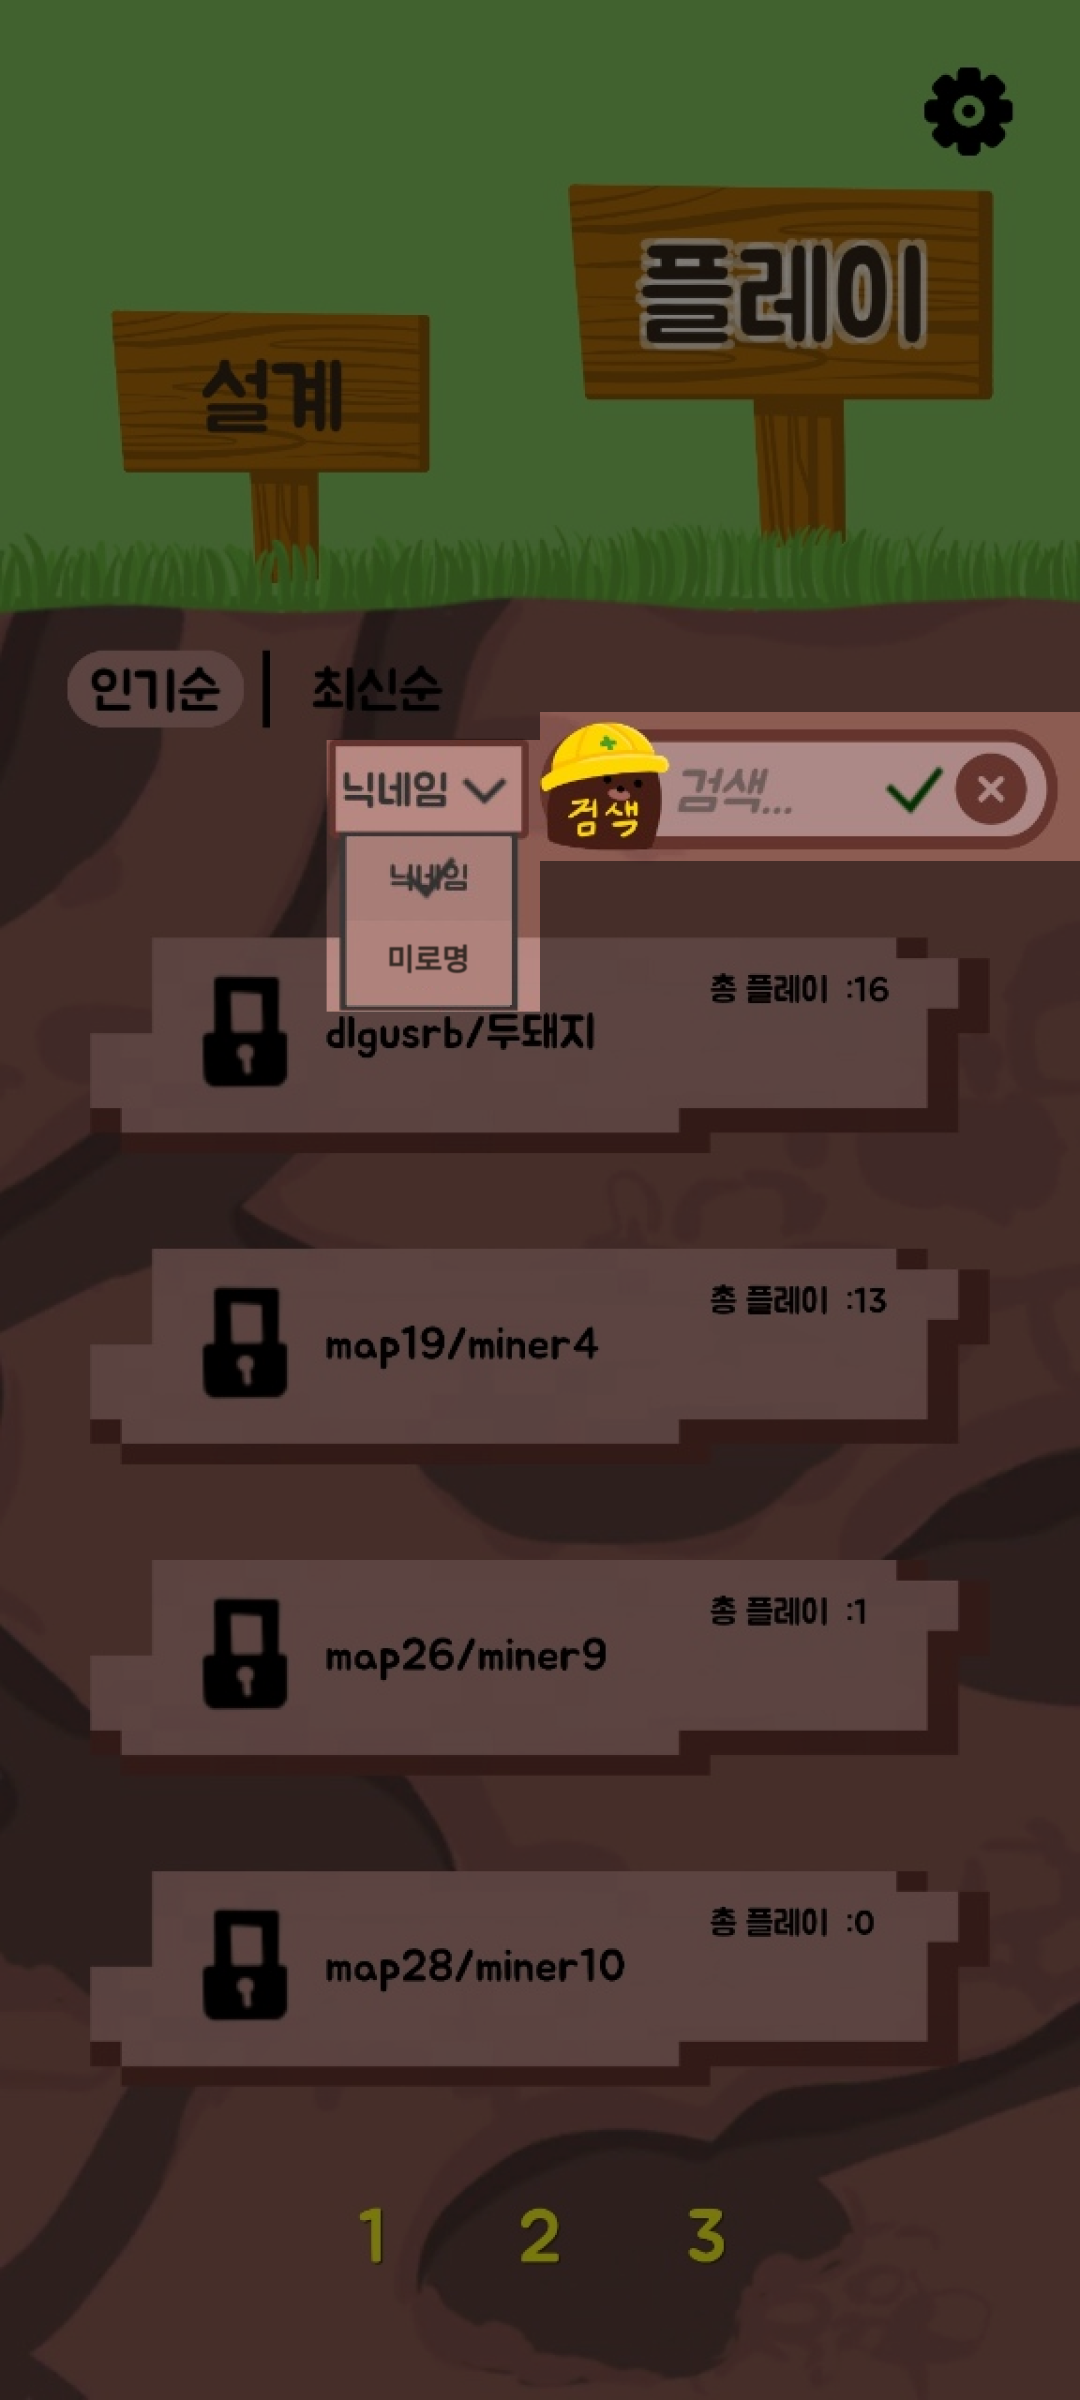 설계
플레이
인기순 | 최신순
닉네임
검색
검색...
닉네임
미로명
총 플레이 :16
dlgusrb/두돼지
총 플레이 :13
map19/miner4
총 플레이 :1
map26/miner9
총 플레이 :0
map28/miner10
1 2 3